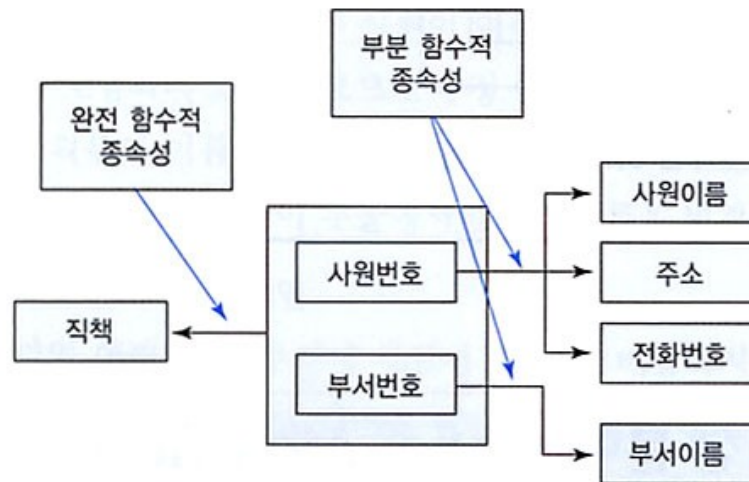 부분 함수적
종속성
완전 함수적
종속성
사원이름
사원번호
주소
직책
전화번호
부서번호
부서이름